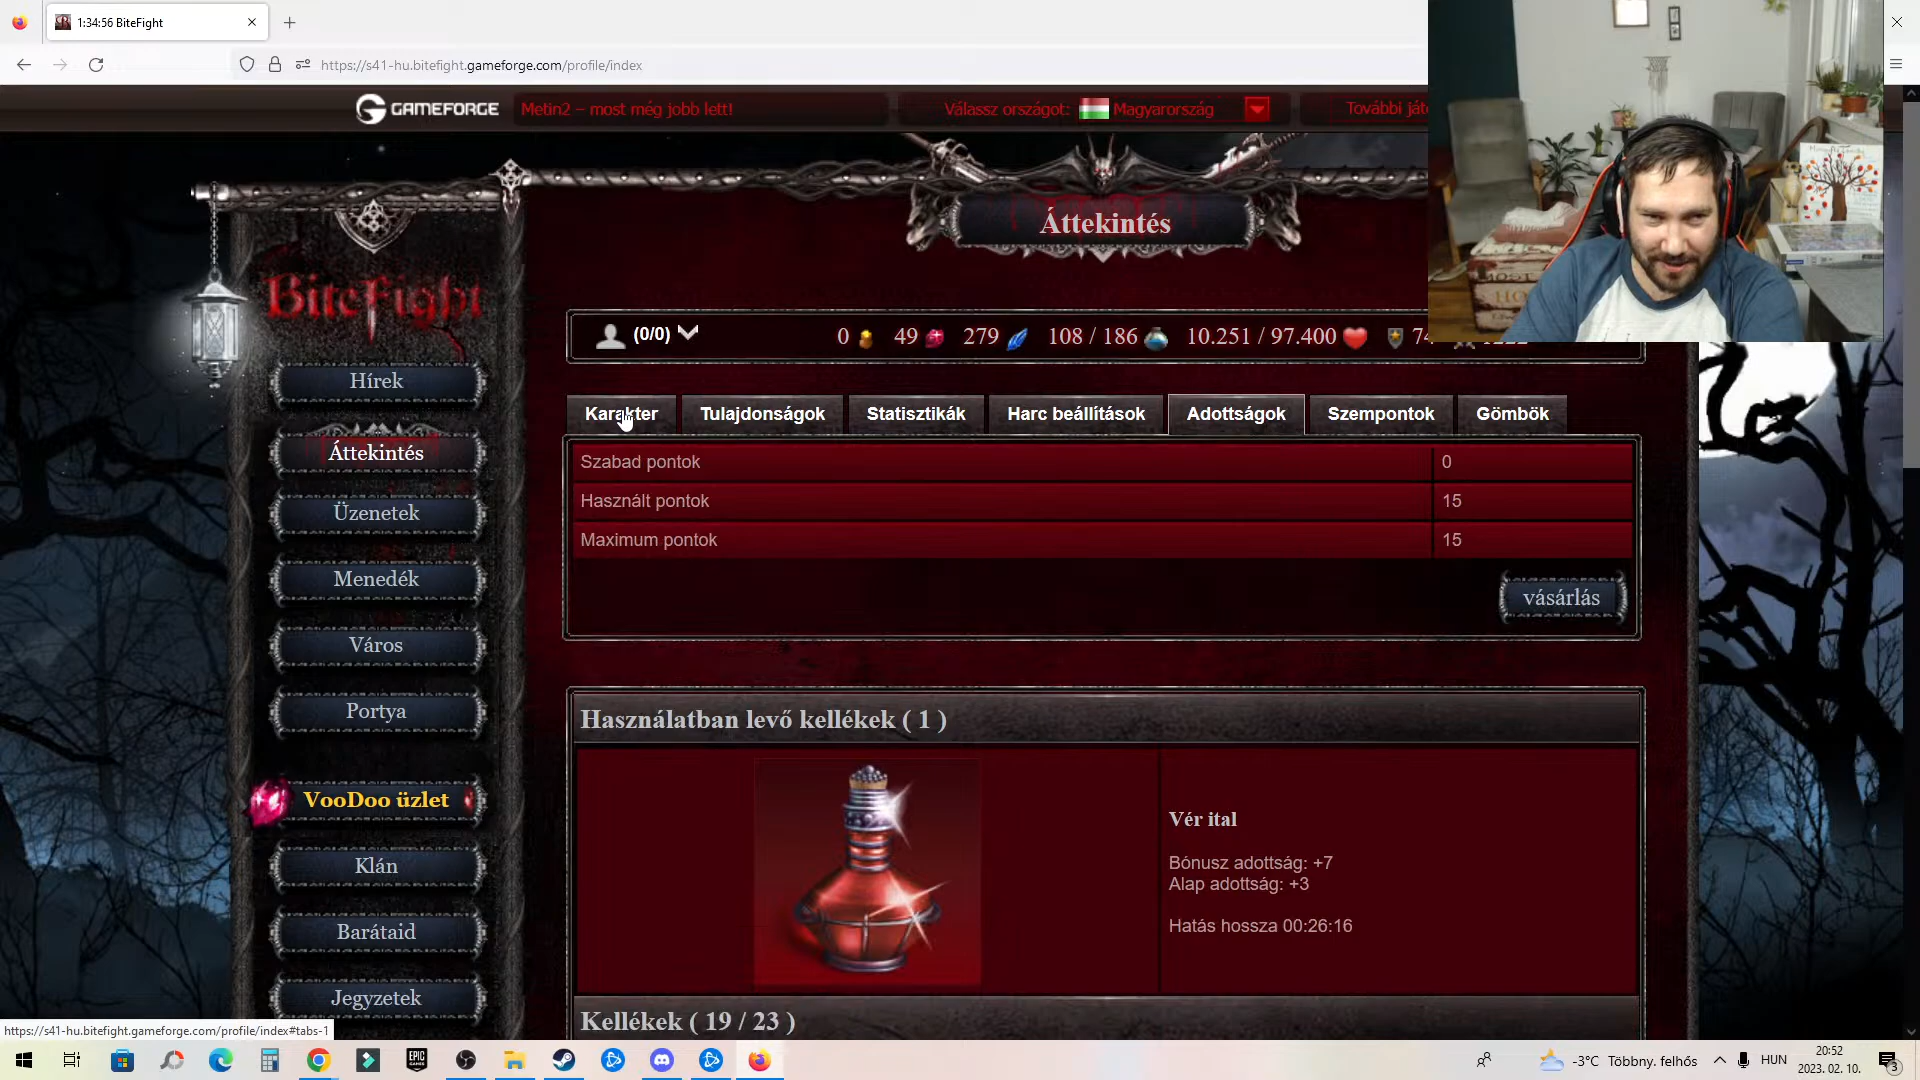 1:34:56 BiteFight
https://s41-hu.bitefight.gameforge.com/profile/index
GAMEFORGE
Metin2 – most még jobb lett!
Válassz országot:
Magyarország
További
Áttekintés
BiteFight
(0/0)
0
49
279
108 / 186
10.251 / 97.400
Hírek
Áttekintés
Üzenetek
Menedék
Város
Portya
VooDoo üzlet
Klán
Barátaid
Jegyzetek
Karakter
Tulajdonságok
Statisztikák
Harc beállítások
Adottságok
Szempontok
Gömbök
Szabad pontok 0
Használt pontok 15
Maximum pontok 15
vásárlás
Használatban levő kellékek ( 1 )
Vér ital
Bónusz adottság: +7
Alap adottság: +3
Hatás hossza 00:26:16
Kellékek ( 19 / 23 )
https://s41-hu.bitefight.gameforge.com/profile/index#tabs-1
EPIC GAMES
-3°C Többny. felhős
HUN
20:52
2023. 02. 10.
3